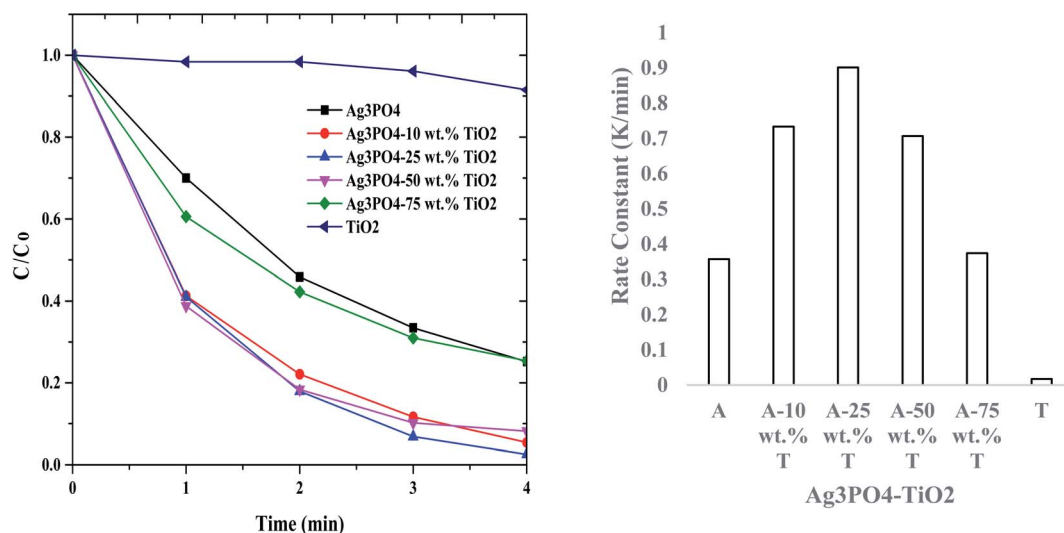 1.0
0.8
0.6
0.4
0.2
0.0
C/Co
0 1 2 3 4
Time (min)
Ag3PO4
Ag3PO4-10 wt.% TiO2
Ag3PO4-25 wt.% TiO2
Ag3PO4-50 wt.% TiO2
Ag3PO4-75 wt.% TiO2
TiO2
1
0.9
0.8
0.7
0.6
0.5
0.4
0.3
0.2
0.1
0
Rate Constant (K/min)
A A-10 A-25 A-50 A-75 T
wt.% wt.% wt.% wt.%
T T T T
Ag3PO4-TiO2